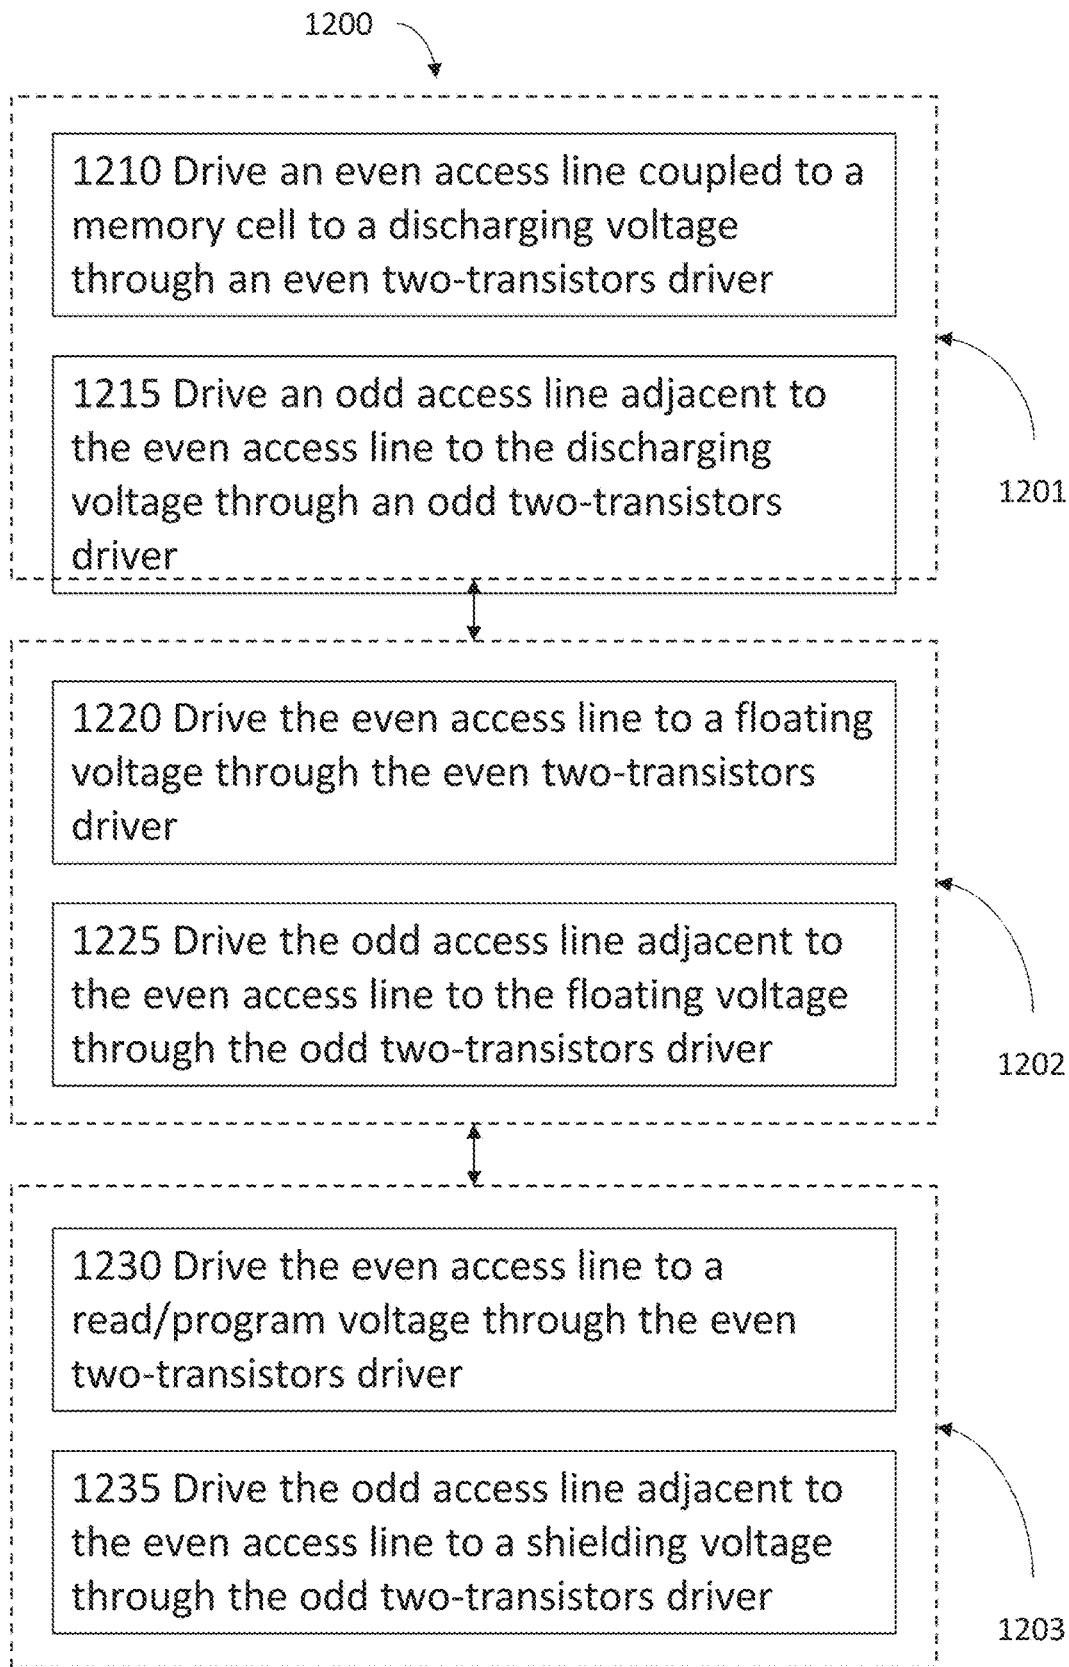 1200
1210 Drive an even access line coupled to a
memory cell to a discharging voltage
through an even two-transistors driver
1215 Drive an odd access line adjacent to
the even access line to the discharging
voltage through an odd two-transistors
driver
1201
1220 Drive the even access line to a floating
voltage through the even two-transistors
driver
1225 Drive the odd access line adjacent to
the even access line to the floating voltage
through the odd two-transistors driver
1202
1230 Drive the even access line to a
read/program voltage through the even
two-transistors driver
1235 Drive the odd access line adjacent to
the even access line to a shielding voltage
through the odd two-transistors driver
1203